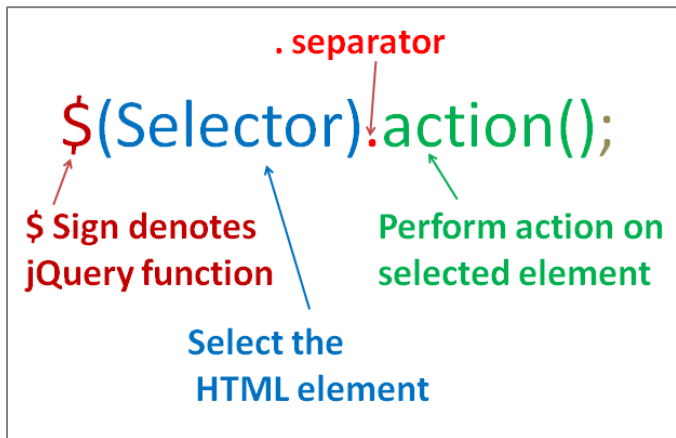 . separator
$(Selector).action();
$ Sign denotes
jQuery function
Perform action on
selected element
Select the
HTML element